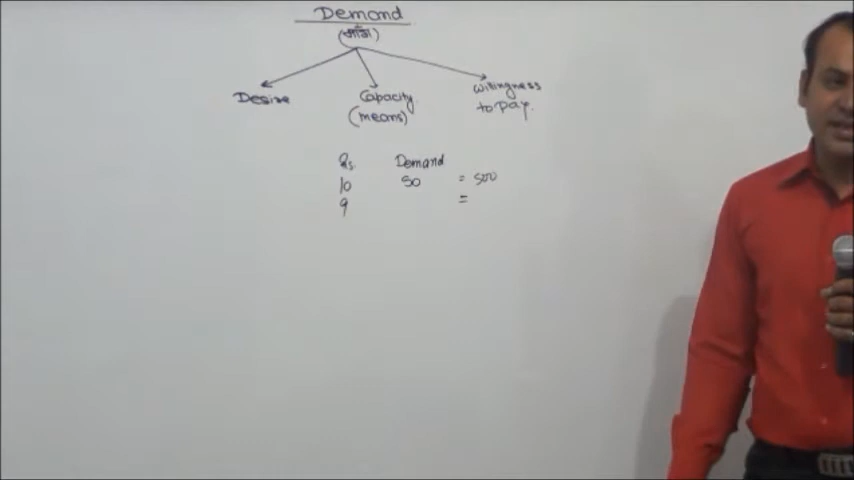 Demand
(माँग)
Desire Capacity Willingness
(means) to pay.
Rs. Demand
10 50 = 500
9 =